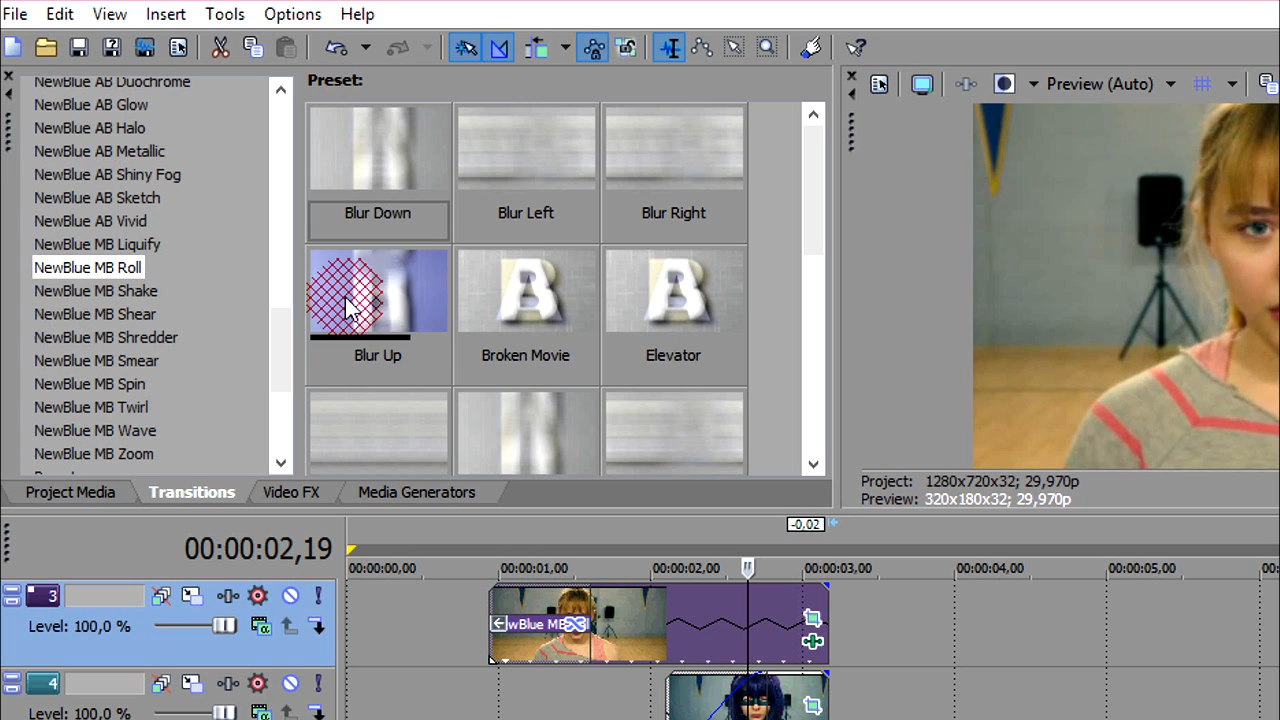 File Edit View Insert Tools Options Help
Preset:
Preview (Auto)
NewBlue AB Duochrome
NewBlue AB Glow
NewBlue AB Halo
NewBlue AB Metallic
NewBlue AB Shiny Fog
NewBlue AB Sketch
NewBlue AB Vivid
NewBlue MB Liquify
NewBlue MB Roll
NewBlue MB Shake
NewBlue MB Shear
NewBlue MB Shredder
NewBlue MB Smear
NewBlue MB Spin
NewBlue MB Twirl
NewBlue MB Wave
NewBlue MB Zoom
Blur Down Blur Left Blur Right
Blur Up Broken Movie Elevator
Project: 1280x720x32; 29,970p
Preview: 320x180x32; 29,970p
Project Media Transitions Video FX Media Generators
-0,02
00:00:02,19
00:00:00,00 00:00:01,00 00:00:02,00 00:00:03,00 00:00:04,00 00:00:05,00
3
Level: 100,0 %
wBlue MB
4
Level: 100,0 %